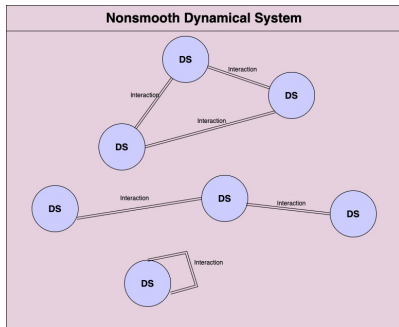 Nonsmooth Dynamical System
DS
Interaction
Interaction
DS
Interaction
DS
Interaction
DS
Interaction
DS
DS
Interaction
DS